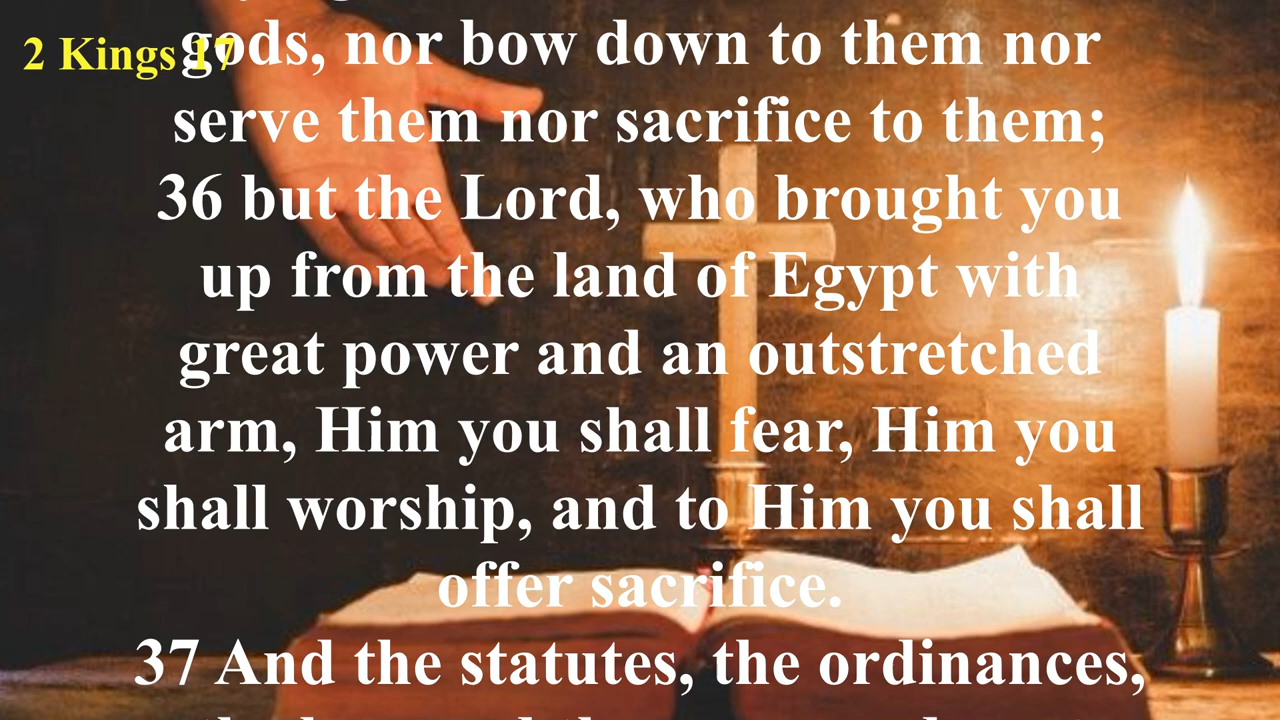 2 Kings 17
gods, nor bow down to them nor
serve them nor sacrifice to them;
36 but the Lord, who brought you
up from the land of Egypt with
great power and an outstretched
arm, Him you shall fear, Him you
shall worship, and to Him you shall
offer sacrifice.
37 And the statutes, the ordinances,